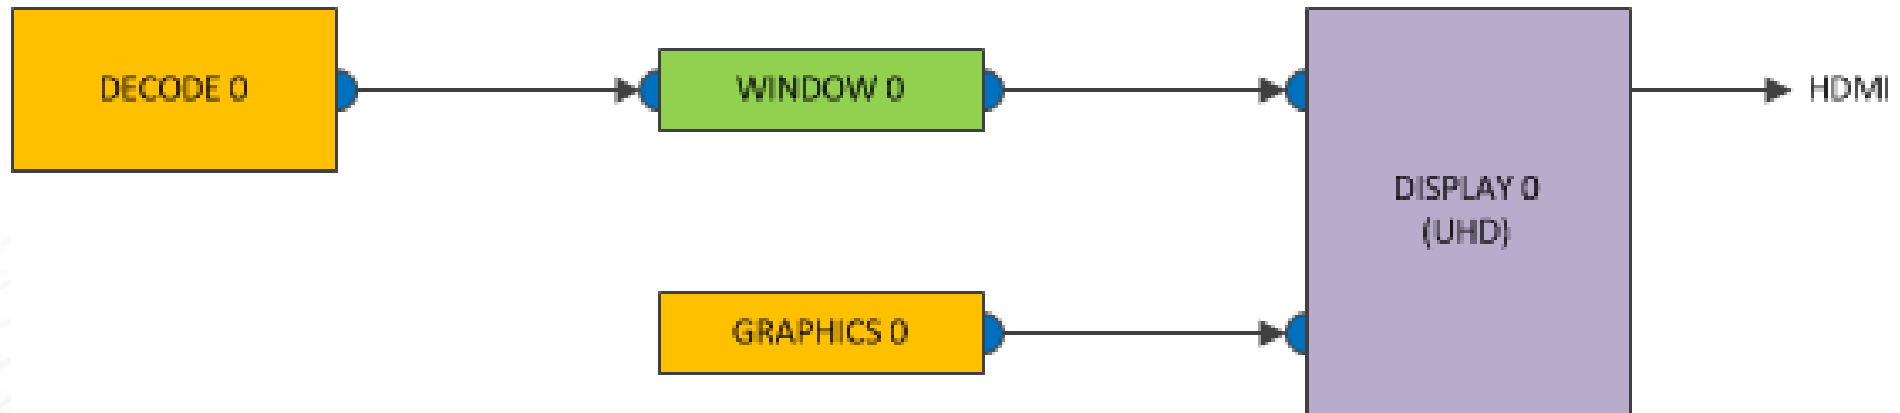 DECODE 0
WINDOW 0
HDMI
DISPLAY 0
(UHD)
GRAPHICS 0